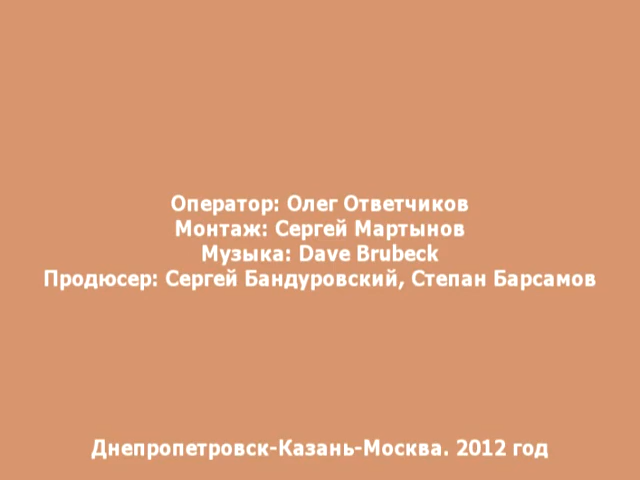 Оператор: Олег Ответчиков
Монтаж: Сергей Мартынов
Музыка: Dave Brubeck
Продюсер: Сергей Бандуровский, Степан Барсамов
Днепропетровск-Казань-Москва. 2012 год